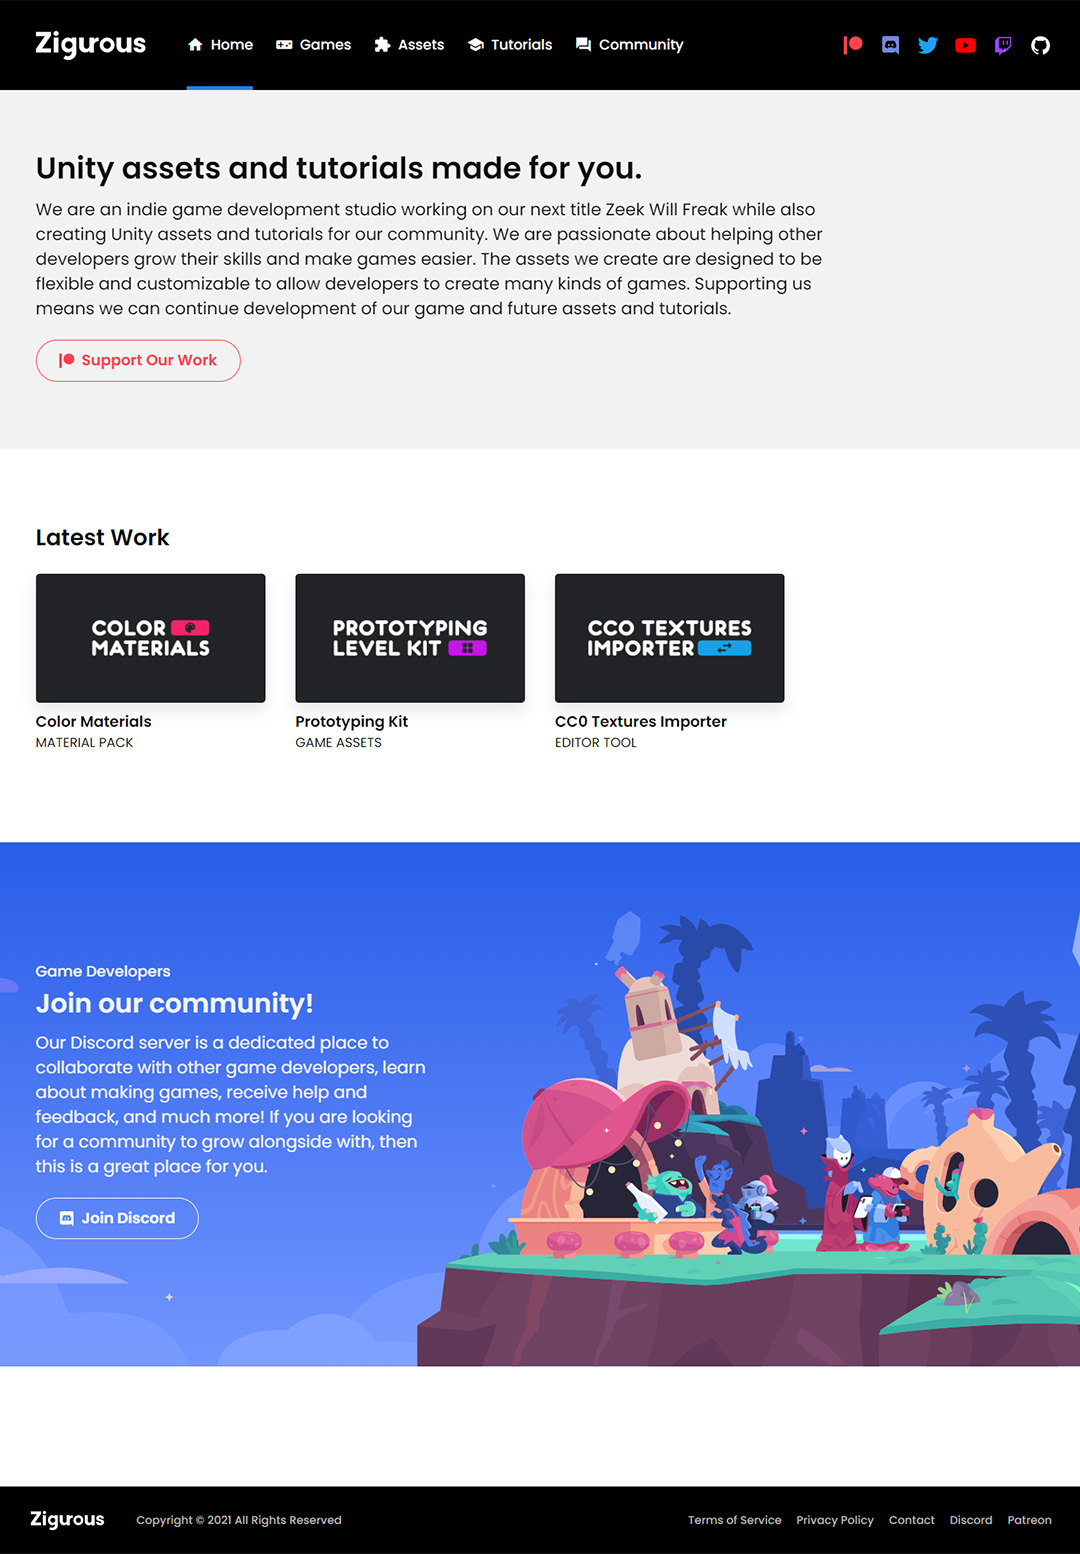 Zigurous
Home
Games
Assets
Tutorials
Community
Unity assets and tutorials made for you.
We are an indie game development studio working on our next title Zeek Will Freak while also
creating Unity assets and tutorials for our community. We are passionate about helping other
developers grow their skills and make games easier. The assets we create are designed to be
flexible and customizable to allow developers to create many kinds of games. Supporting us
means we can continue development of our game and future assets and tutorials.
Support Our Work
Latest Work
COLOR
MATERIALS
Color Materials
MATERIAL PACK
PROTOTYPING
LEVEL KIT
Prototyping Kit
GAME ASSETS
CC0 TEXTURES
IMPORTER
CC0 Textures Importer
EDITOR TOOL
Game Developers
Join our community!
Our Discord server is a dedicated place to
collaborate with other game developers, learn
about making games, receive help and
feedback, and much more! If you are looking
for a community to grow alongside with, then
this is a great place for you.
Join Discord
Zigurous
Copyright © 2021 All Rights Reserved
Terms of Service
Privacy Policy
Contact
Discord
Patreon